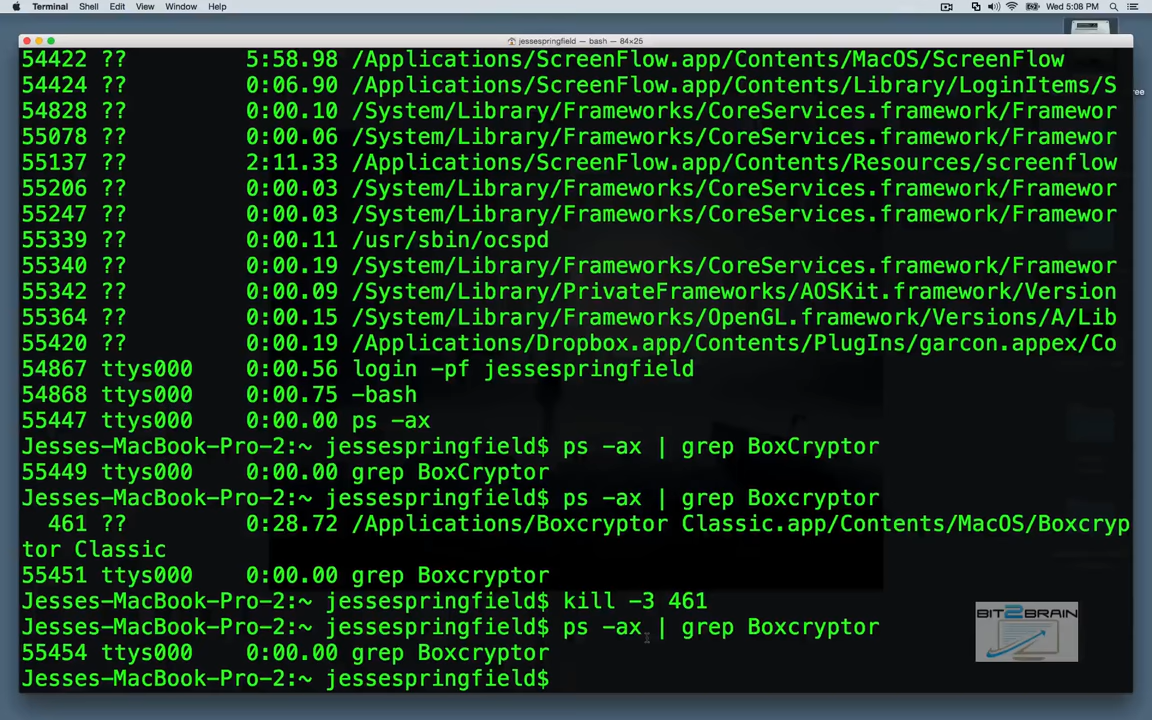 Terminal Shell Edit View Window Help Wed 5:08 PM
jessespringfield — bash — 84×25
54422 ?? 5:58.98 /Applications/ScreenFlow.app/Contents/MacOS/ScreenFlow
54424 ?? 0:06.90 /Applications/ScreenFlow.app/Contents/Library/LoginItems/S
54828 ?? 0:00.10 /System/Library/Frameworks/CoreServices.framework/Framewor
55078 ?? 0:00.06 /System/Library/Frameworks/CoreServices.framework/Framewor
55137 ?? 2:11.33 /Applications/ScreenFlow.app/Contents/Resources/screenflow
55206 ?? 0:00.03 /System/Library/Frameworks/CoreServices.framework/Framewor
55247 ?? 0:00.03 /System/Library/Frameworks/CoreServices.framework/Framewor
55339 ?? 0:00.11 /usr/sbin/ocspd
55340 ?? 0:00.19 /System/Library/Frameworks/CoreServices.framework/Framewor
55342 ?? 0:00.09 /System/Library/PrivateFrameworks/AOSKit.framework/Version
55364 ?? 0:00.15 /System/Library/Frameworks/OpenGL.framework/Versions/A/Lib
55420 ?? 0:00.19 /Applications/Dropbox.app/Contents/PlugIns/garcon.appex/Co
54867 ttys000 0:00.56 login -pf jessespringfield
54868 ttys000 0:00.75 -bash
55447 ttys000 0:00.00 ps -ax
Jesses-MacBook-Pro-2:~ jessespringfield$ ps -ax | grep BoxCryptor
55449 ttys000 0:00.00 grep BoxCryptor
Jesses-MacBook-Pro-2:~ jessespringfield$ ps -ax | grep Boxcryptor
461 ?? 0:28.72 /Applications/Boxcryptor Classic.app/Contents/MacOS/Boxcryp
tor Classic
55451 ttys000 0:00.00 grep Boxcryptor
Jesses-MacBook-Pro-2:~ jessespringfield$ kill -3 461
Jesses-MacBook-Pro-2:~ jessespringfield$ ps -ax | grep Boxcryptor
55454 ttys000 0:00.00 grep Boxcryptor
Jesses-MacBook-Pro-2:~ jessespringfield$
BIT2BRAIN